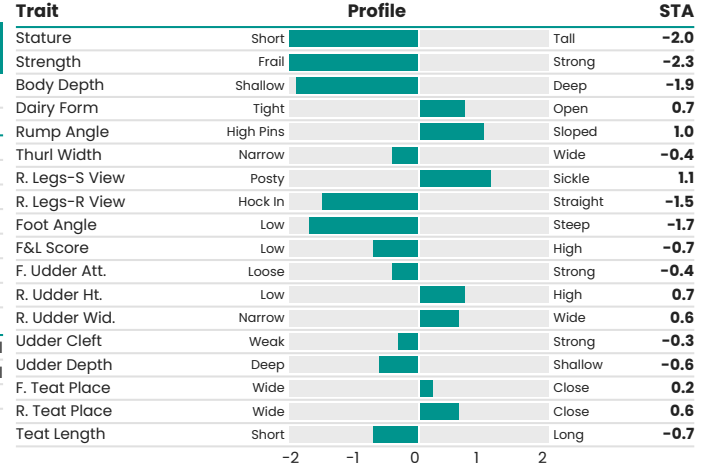 Trait Profile STA
Stature Short Tall −2.0
Strength Frail Strong −2.3
Body Depth Shallow Deep −1.9
Dairy Form Tight Open 0.7
Rump Angle High Pins Sloped 1.0
Thurl Width Narrow Wide −0.4
R. Legs-S View Posty Sickle 1.1
R. Legs-R View Hock In Straight −1.5
Foot Angle Low Steep −1.7
F&L Score Low High −0.7
F. Udder Att. Loose Strong −0.4
R. Udder Ht. Low High 0.7
R. Udder Wid. Narrow Wide 0.6
Udder Cleft Weak Strong −0.3
Udder Depth Deep Shallow −0.6
F. Teat Place Wide Close 0.2
R. Teat Place Wide Close 0.6
Teat Length Short Long −0.7
−2 −1 0 1 2